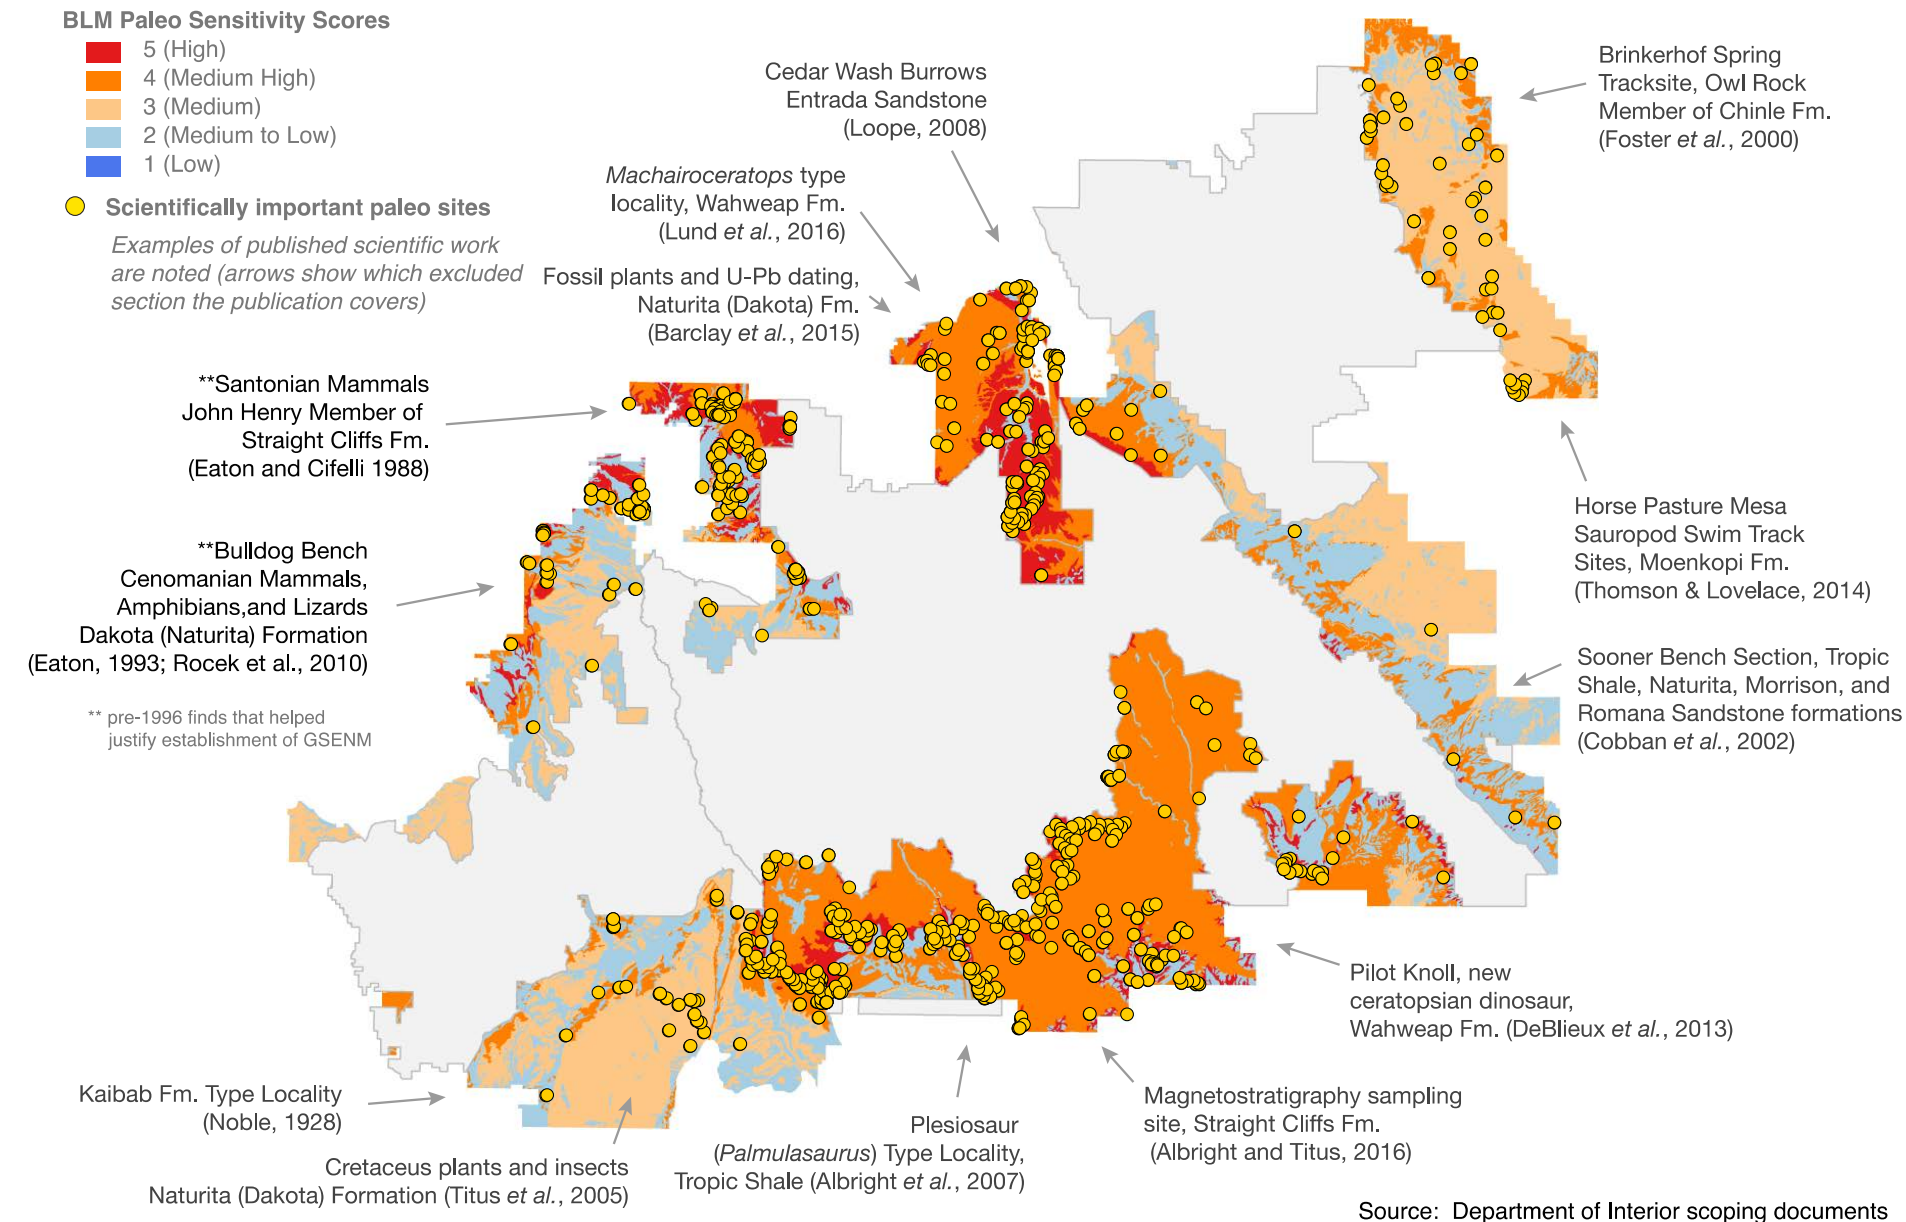 BLM Paleo Sensitivity Scores
5 (High)
4 (Medium High)
3 (Medium)
2 (Medium to Low)
1 (Low)
Scientifically important paleo sites
Examples of published scientific work
are noted (arrows show which excluded
section the publication covers)
Cedar Wash Burrows
Entrada Sandstone
(Loope, 2008)
Machairoceratops type
locality, Wahweap Fm.
(Lund et al., 2016)
Fossil plants and U-Pb dating,
Naturita (Dakota) Fm.
(Barclay et al., 2015)
**Santonian Mammals
John Henry Member of
Straight Cliffs Fm.
(Eaton and Cifelli 1988)
**Bulldog Bench
Cenomanian Mammals,
Amphibians,and Lizards
Dakota (Naturita) Formation
(Eaton, 1993; Rocek et al., 2010)
** pre-1996 finds that helped
justify establishment of GSENM
Brinkerhof Spring
Tracksite, Owl Rock
Member of Chinle Fm.
(Foster et al., 2000)
Horse Pasture Mesa
Sauropod Swim Track
Sites, Moenkopi Fm.
(Thomson & Lovelace, 2014)
Sooner Bench Section, Tropic
Shale, Naturita, Morrison, and
Romana Sandstone formations
(Cobban et al., 2002)
Pilot Knoll, new
ceratopsian dinosaur,
Wahweap Fm. (DeBlieux et al., 2013)
Magnetostratigraphy sampling
site, Straight Cliffs Fm.
(Albright and Titus, 2016)
Plesiosaur
(Palmulasaurus) Type Locality,
Tropic Shale (Albright et al., 2007)
Kaibab Fm. Type Locality
(Noble, 1928)
Cretaceus plants and insects
Naturita (Dakota) Formation (Titus et al., 2005)
Source: Department of Interior scoping documents